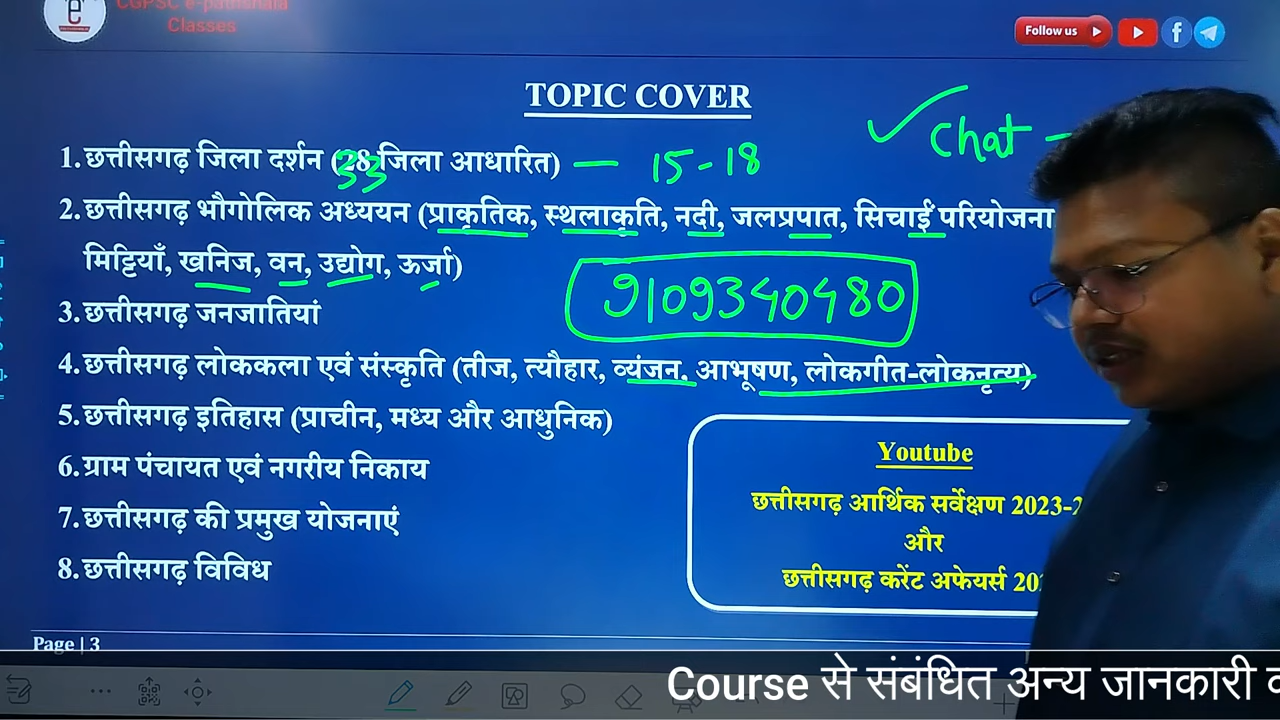 CGPSC e-pathshala
Classes
Follow us
TOPIC COVER
Chat -
1. छत्तीसगढ़ जिला दर्शन (28 जिला आधारित) — 15-18
33
2. छत्तीसगढ़ भौगोलिक अध्ययन (प्राकृतिक, स्थलाकृति, नदी, जलप्रपात, सिचाईं परियोजना
मिट्टियाँ, खनिज, वन, उद्योग, ऊर्जा)
9109340480
3. छत्तीसगढ़ जनजातियां
4. छत्तीसगढ़ लोककला एवं संस्कृति (तीज, त्यौहार, व्यंजन, आभूषण, लोकगीत-लोकनृत्य)
5. छत्तीसगढ़ इतिहास (प्राचीन, मध्य और आधुनिक)
6. ग्राम पंचायत एवं नगरीय निकाय
7. छत्तीसगढ़ की प्रमुख योजनाएं
8. छत्तीसगढ़ विविध
Youtube
छत्तीसगढ़ आर्थिक सर्वेक्षण 2023-2
और
छत्तीसगढ़ करेंट अफेयर्स 20
Page | 3
Course से संबंधित अन्य जानकारी